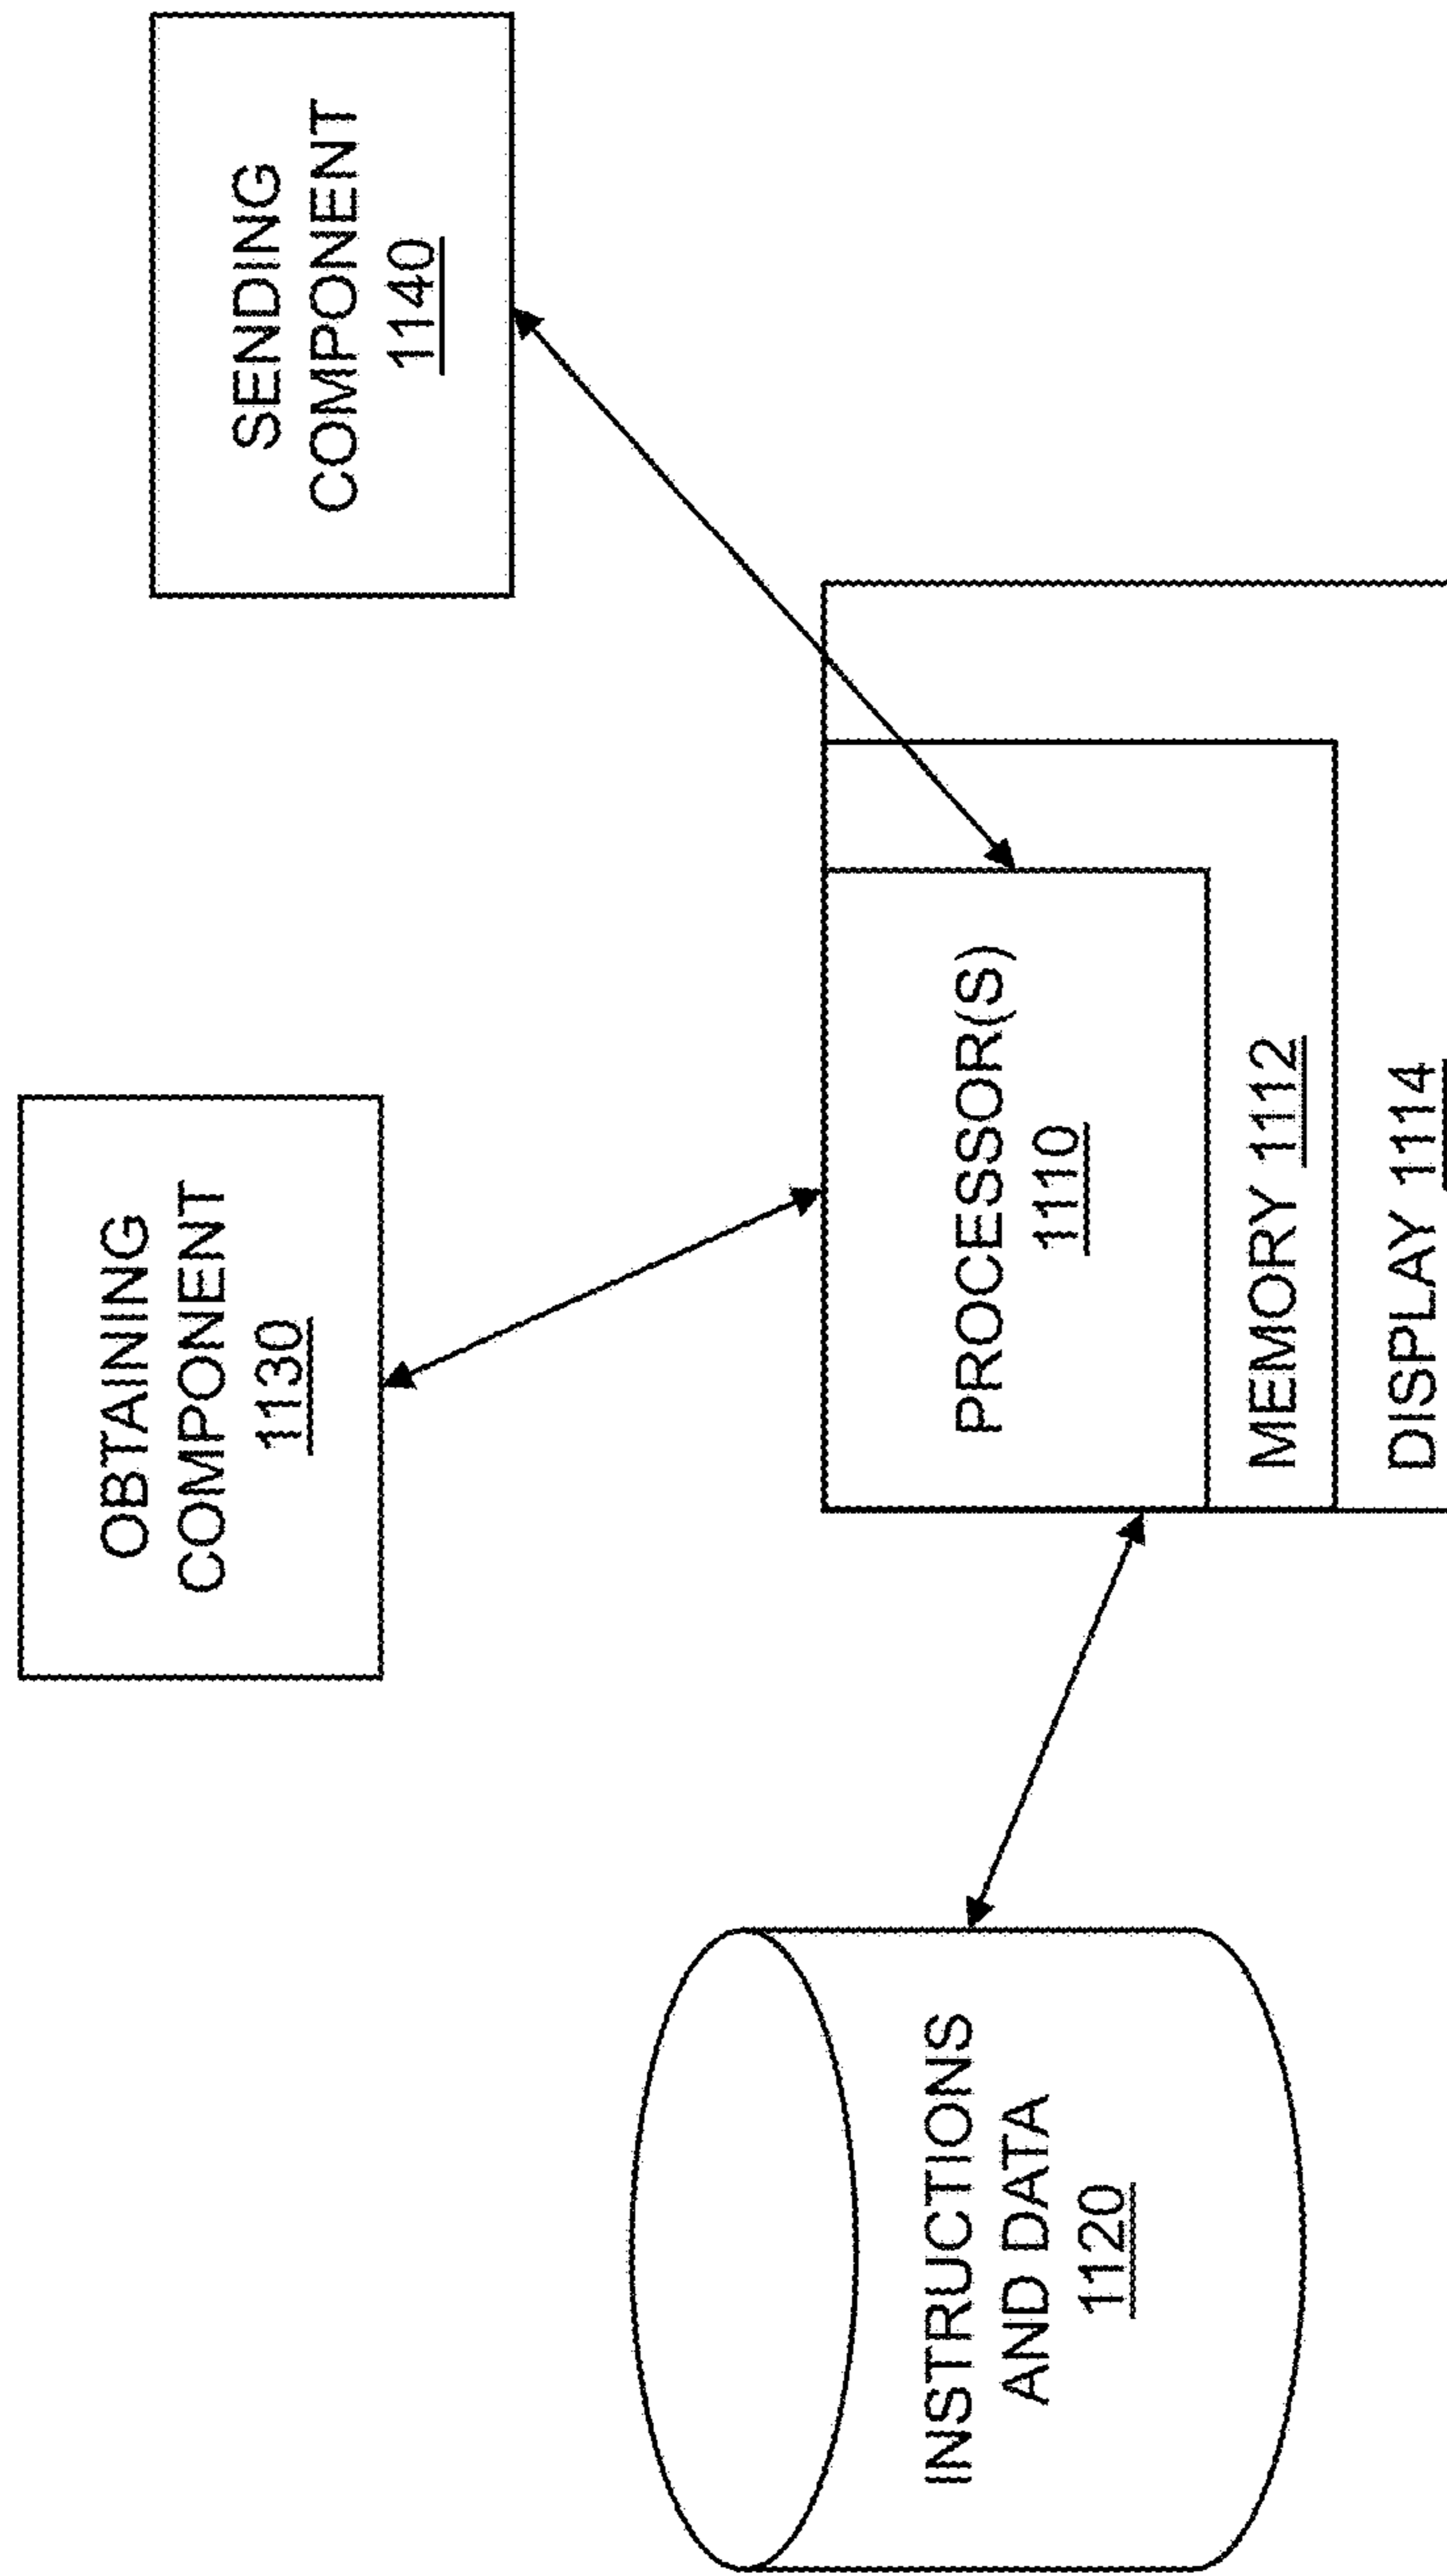 OBTAINING
COMPONENT
1130
SENDING
COMPONENT
1140
INSTRUCTIONS
AND DATA
1120
PROCESSOR(S)
1110
MEMORY 1112
DISPLAY 1114